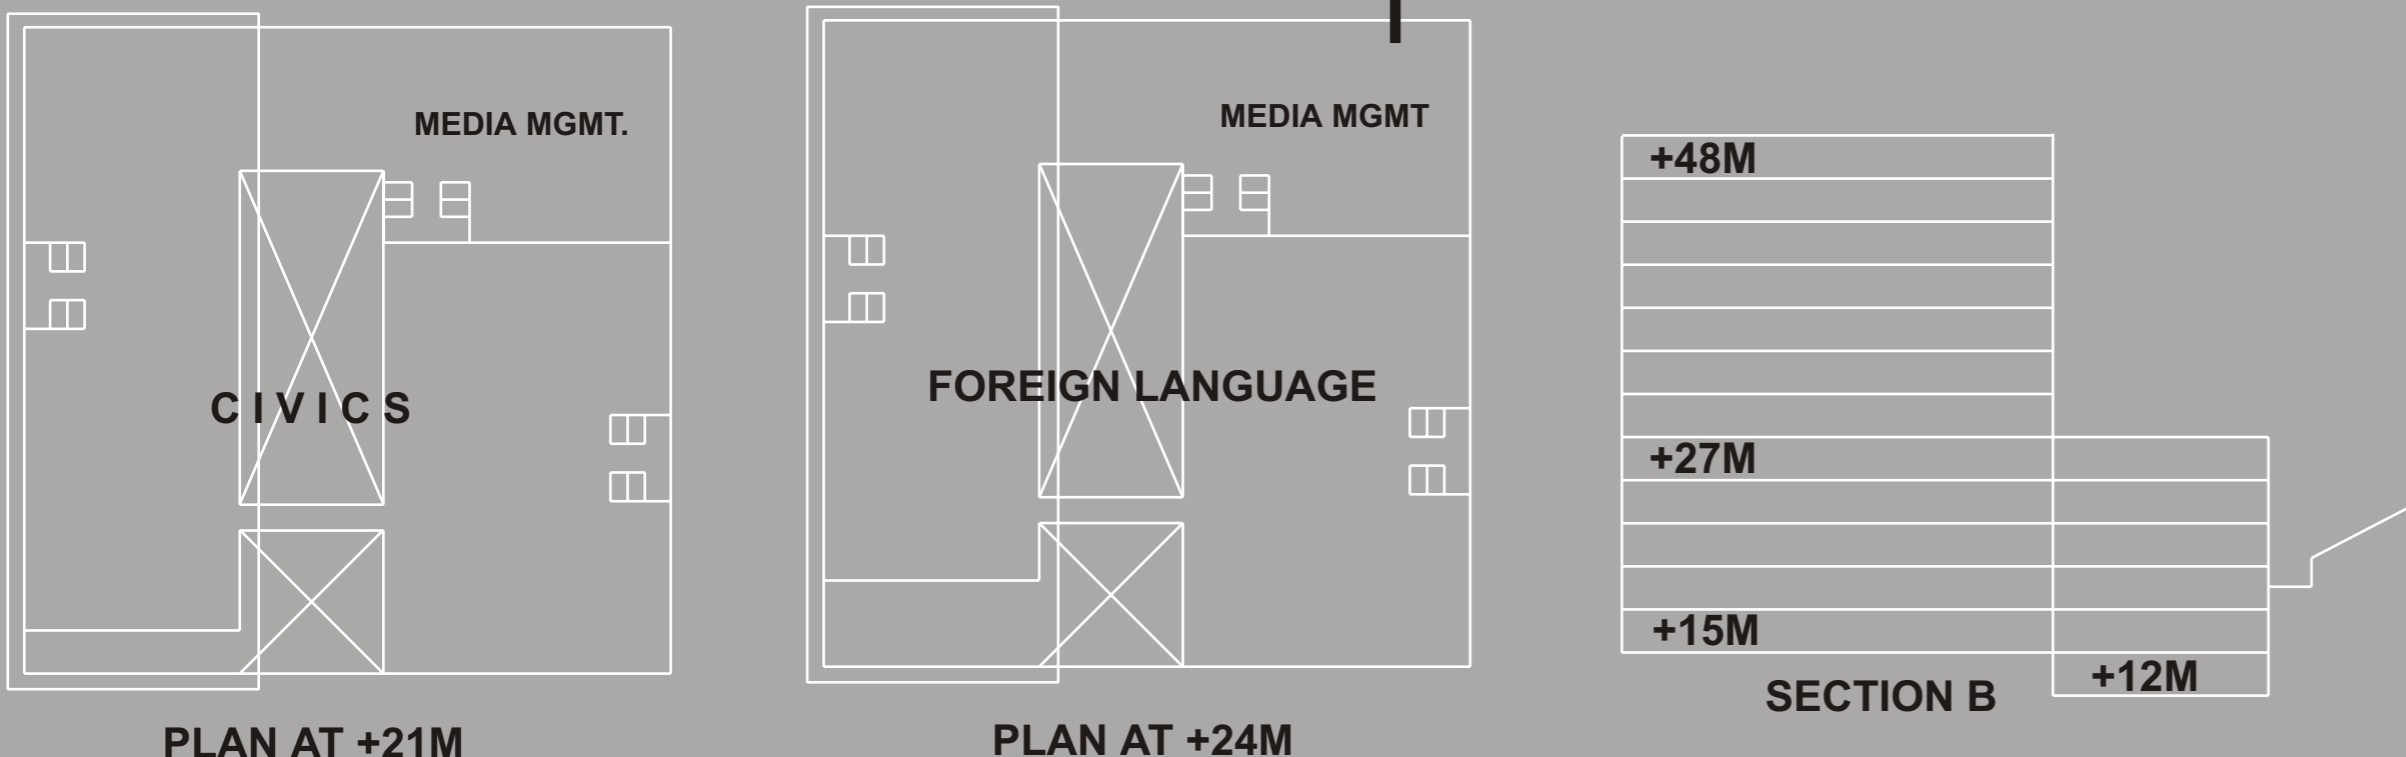 MEDIA MGMT.
CIVICS
PLAN AT +21M
MEDIA MGMT
FOREIGN LANGUAGE
PLAN AT +24M
+48M
+27M
+15M
+12M
SECTION B